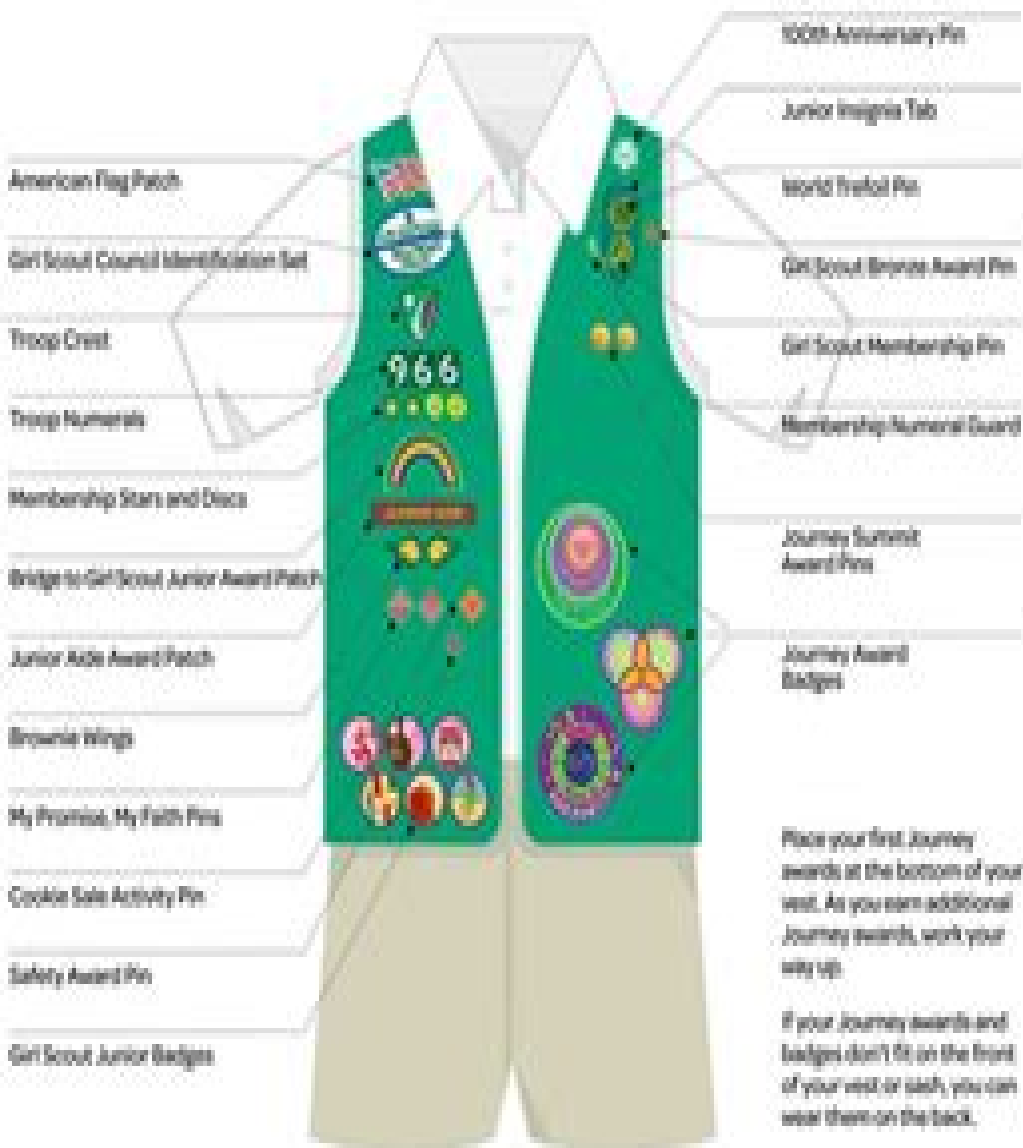 American Flag Patch
Girl Scout Council Identification Set
Troop Crest
Troop Numerals
Membership Stars and Discs
Bridge to Girl Scout Junior Award Patch
Junior Aide Award Patch
Brownie Wings
My Promise, My Faith Pins
Cookie Sale Activity Pin
Safety Award Pin
Girl Scout Junior Badges
966
100th Anniversary Pin
Junior Insignia Tab
World Trefoil Pin
Girl Scout Bronze Award Pin
Girl Scout Membership Pin
Membership Numeral Guard
Journey Summit
Award Pins
Journey Award
Badges
Place your first Journey
awards at the bottom of your
vest. As you earn additional
Journey awards, work your
way up.
If your Journey awards and
badges don't fit on the front
of your vest or sash, you can
wear them on the back.